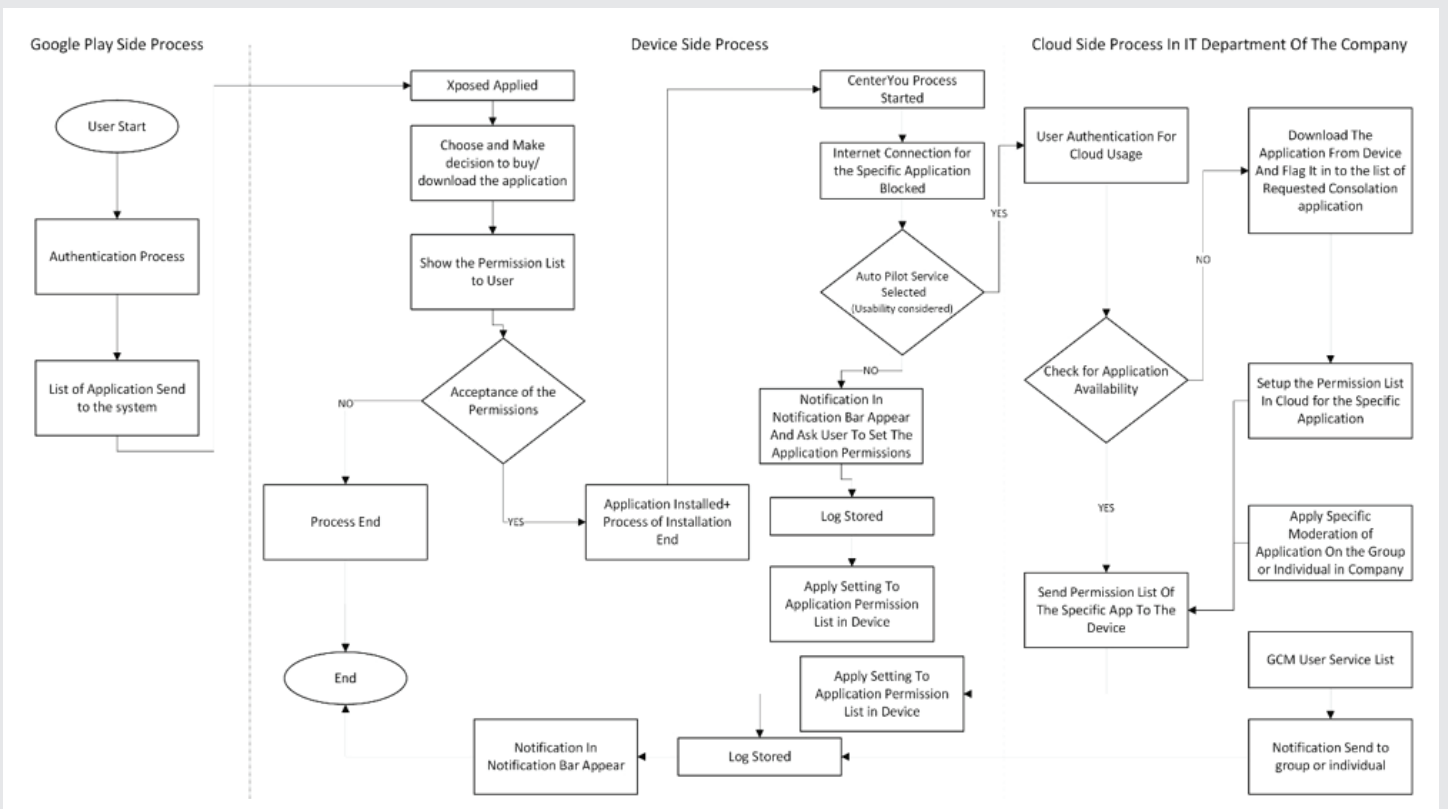 Google Play Side Process
Device Side Process
Cloud Side Process In IT Department Of The Company
User Start
Authentication Process
List of Application Send
to the system
Xposed Applied
Choose and Make
decision to buy/
download the application
Show the Permission List
to User
Acceptance of the
Permissions
NO
YES
Process End
End
Application Installed+
Process of Installation
End
CenterYou Process
Started
Internet Connection for
the Specific Application
Blocked
Auto Pilot Service
Selected
(Usability considered)
YES
NO
Notification In
Notification Bar Appear
And Ask User To Set The
Application Permissions
Log Stored
Apply Setting To
Application Permission
List in Device
Apply Setting To
Application Permission
List in Device
Log Stored
Notification In
Notification Bar Appear
User Authentication For
Cloud Usage
Check for Application
Availability
NO
YES
Send Permission List Of
The Specific App To The
Device
Download The
Application From Device
And Flag It in to the list of
Requested Consolation
application
Setup the Permission List
In Cloud for the Specific
Application
Apply Specific
Moderation of
Application On the Group
or Individual in Company
GCM User Service List
Notification Send to
group or individual